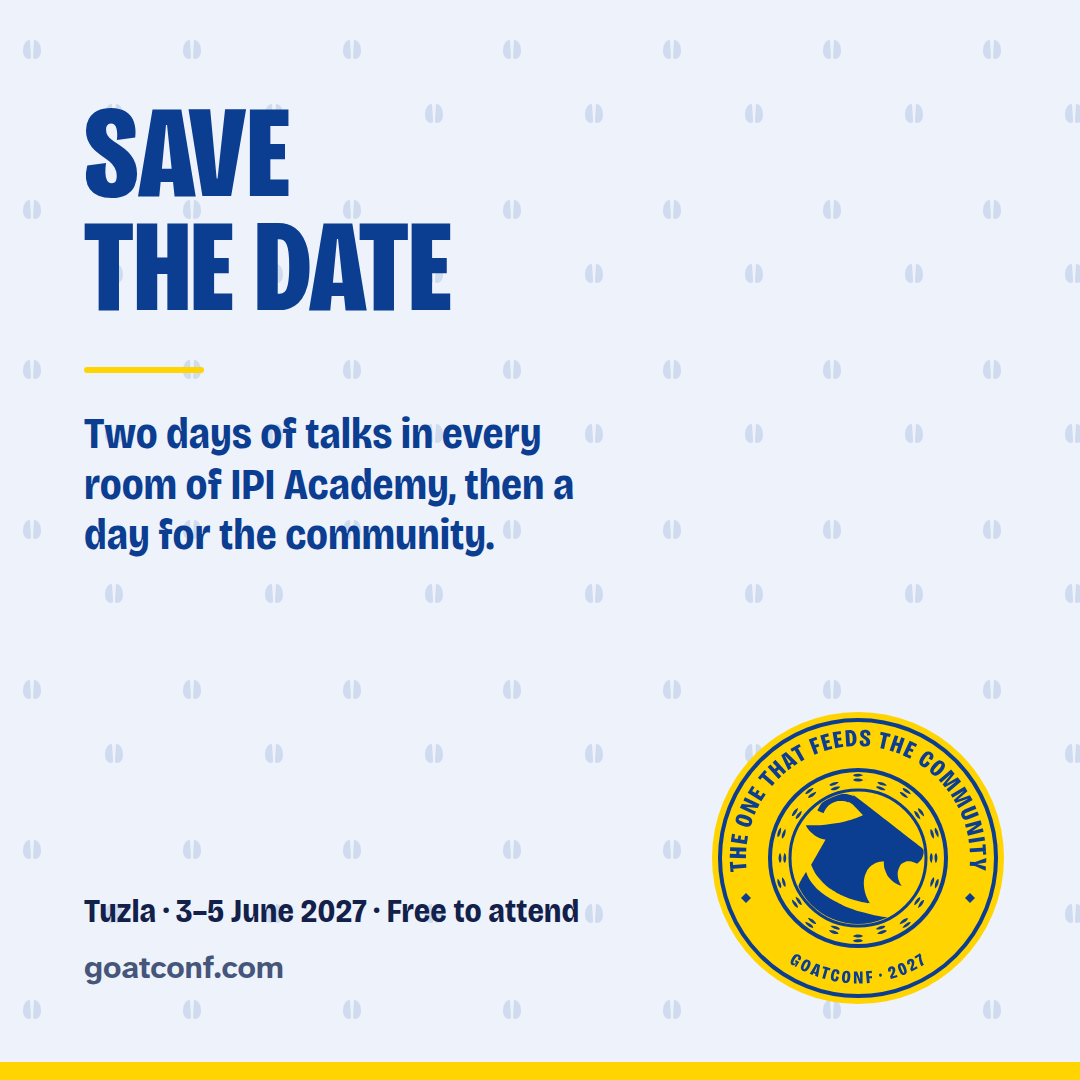 SAVE
THE DATE
Two days of talks in every
room of IPI Academy, then a
day for the community.
Tuzla · 3–5 June 2027 · Free to attend
goatconf.com
THE ONE THAT FEEDS THE COMMUNITY
GOATCONF · 2027